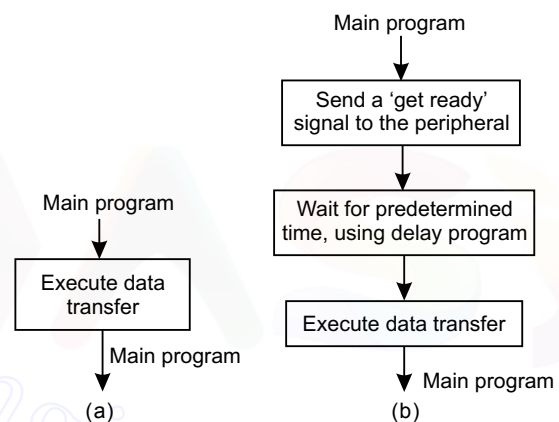 Main program
Execute data
transfer
Main program
(a)
Main program
Send a ‘get ready’
signal to the peripheral
Wait for predetermined
time, using delay program
Execute data transfer
Main program
(b)